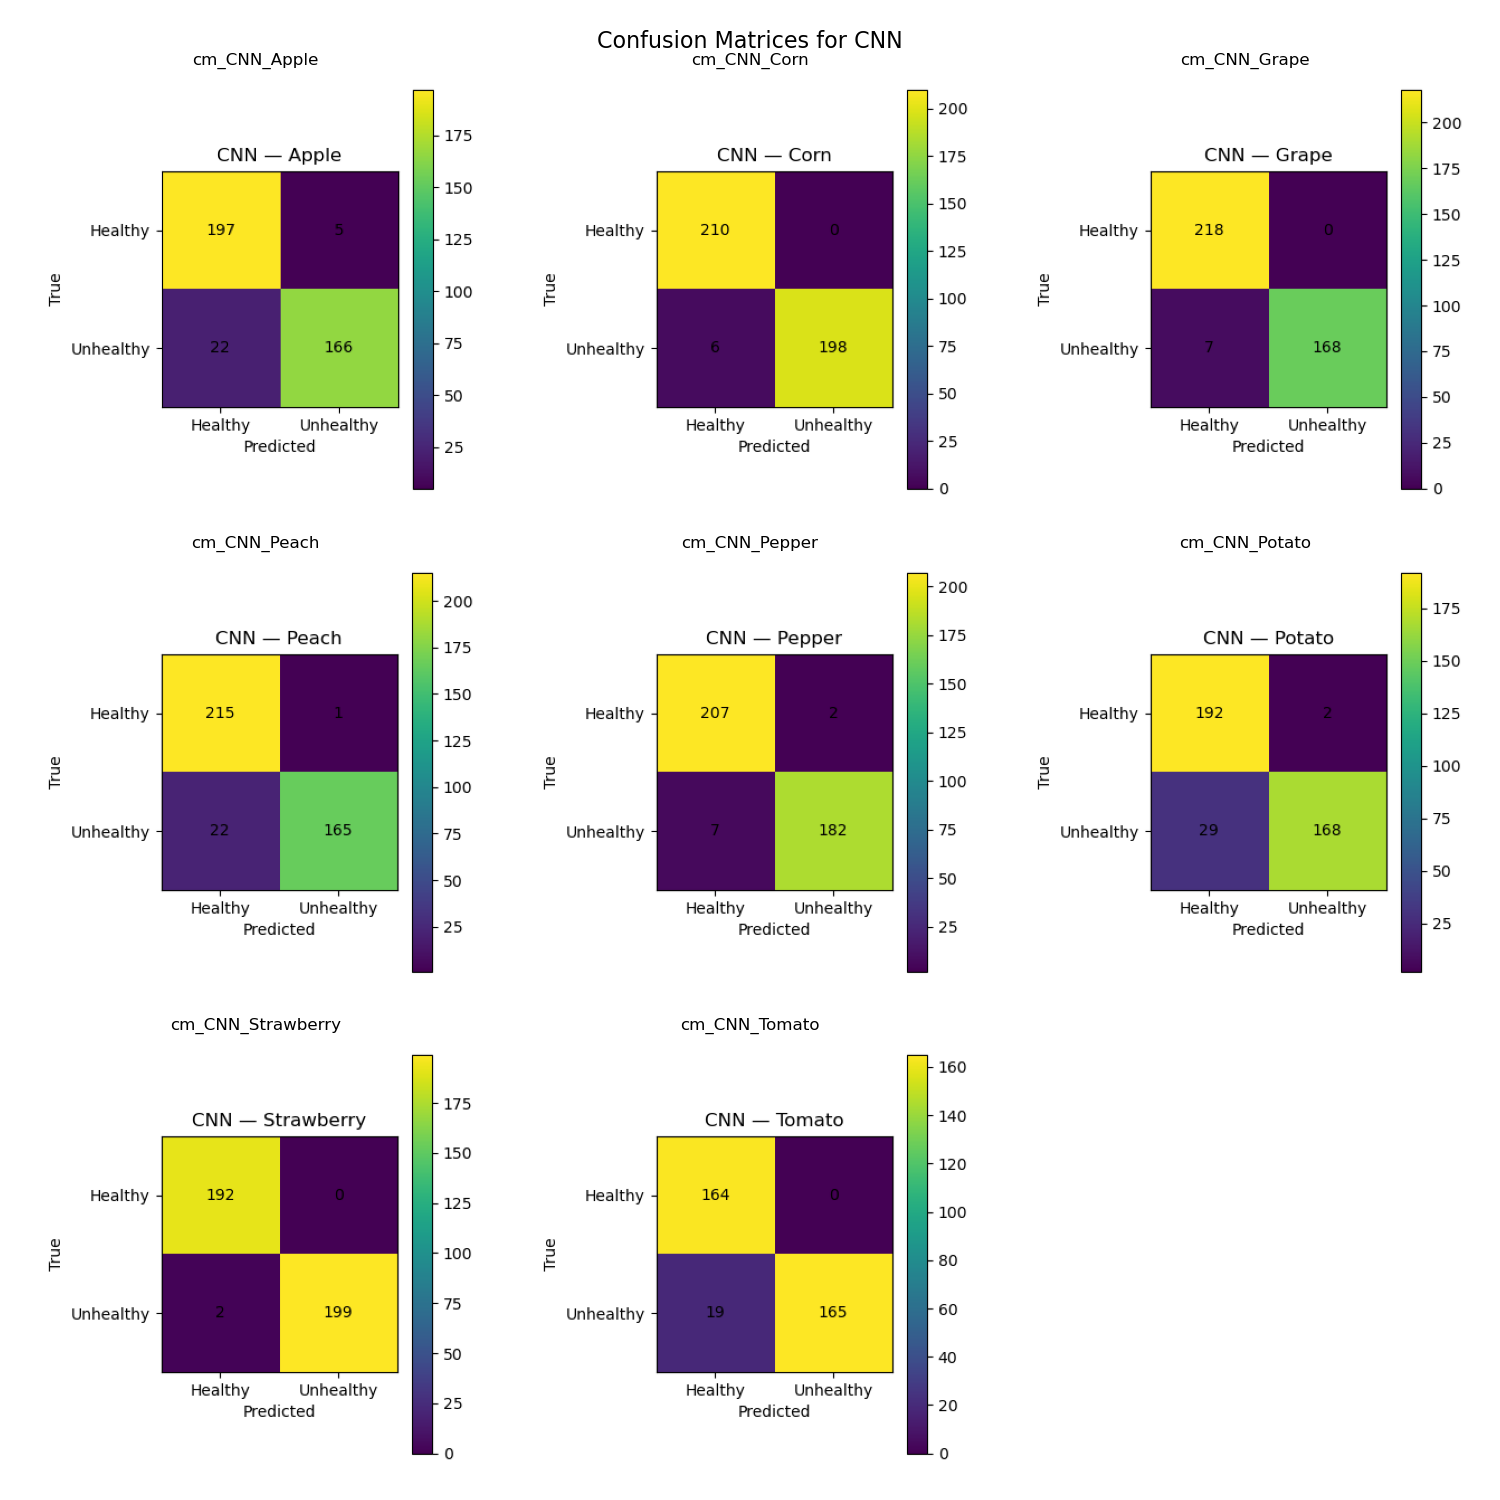 Confusion Matrices for CNN
cm_CNN_Apple
CNN — Apple
Healthy
Unhealthy
True
197
5
22
166
Healthy
Unhealthy
Predicted
175
150
125
100
75
50
25
cm_CNN_Corn
CNN — Corn
Healthy
Unhealthy
True
210
0
6
198
Healthy
Unhealthy
Predicted
200
175
150
125
100
75
50
25
0
cm_CNN_Grape
CNN — Grape
Healthy
Unhealthy
True
218
0
7
168
Healthy
Unhealthy
Predicted
200
175
150
125
100
75
50
25
0
cm_CNN_Peach
CNN — Peach
Healthy
Unhealthy
True
215
1
22
165
Healthy
Unhealthy
Predicted
200
175
150
125
100
75
50
25
cm_CNN_Pepper
CNN — Pepper
Healthy
Unhealthy
True
207
2
7
182
Healthy
Unhealthy
Predicted
200
175
150
125
100
75
50
25
cm_CNN_Potato
CNN — Potato
Healthy
Unhealthy
True
192
2
29
168
Healthy
Unhealthy
Predicted
175
150
125
100
75
50
25
cm_CNN_Strawberry
CNN — Strawberry
Healthy
Unhealthy
True
192
0
2
199
Healthy
Unhealthy
Predicted
175
150
125
100
75
50
25
0
cm_CNN_Tomato
CNN — Tomato
Healthy
Unhealthy
True
164
0
19
165
Healthy
Unhealthy
Predicted
160
140
120
100
80
60
40
20
0